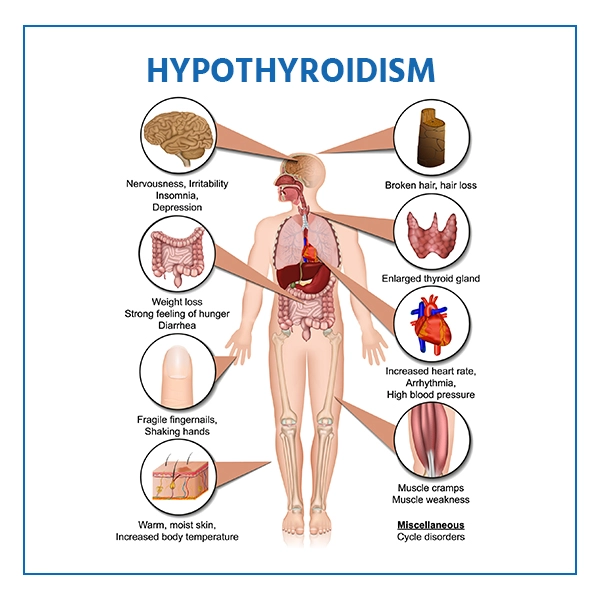 HYPOTHYROIDISM
Nervousness, Irritability
Insomnia,
Depression
Broken hair, hair loss
Enlarged thyroid gland
Weight loss
Strong feeling of hunger
Diarrhea
Increased heart rate,
Arrhythmia,
High blood pressure
Fragile fingernails,
Shaking hands
Muscle cramps
Muscle weakness
Warm, moist skin,
Increased body temperature
Miscellaneous
Cycle disorders